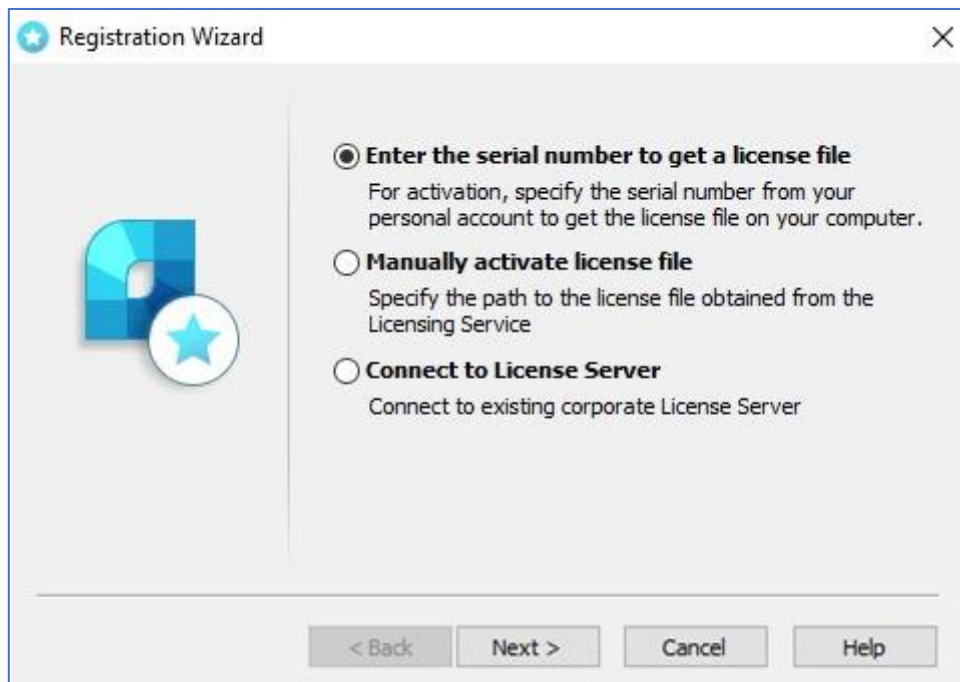 Registration Wizard
Enter the serial number to get a license file
For activation, specify the serial number from your
personal account to get the license file on your computer.
Manually activate license file
Specify the path to the license file obtained from the
Licensing Service
Connect to License Server
Connect to existing corporate License Server
< Back Next > Cancel Help